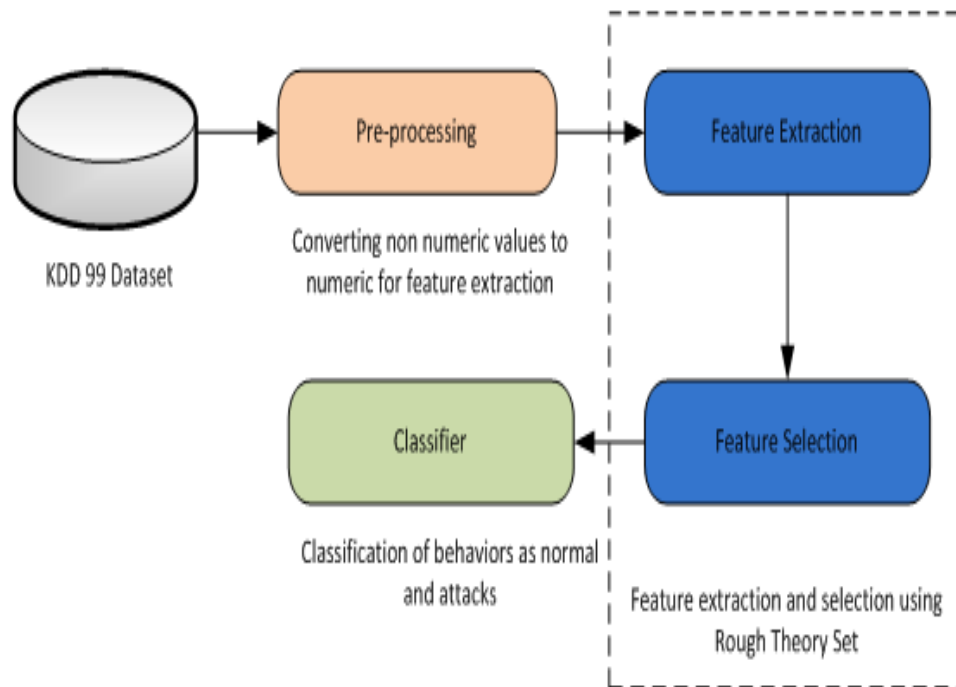 Pre-processing
Feature Extraction
KDD 99 Dataset
Converting non numeric values to
numeric for feature extraction
Classifier
Feature Selection
Classification of behaviors as normal
and attacks
Feature extraction and selection using
Rough Theory Set